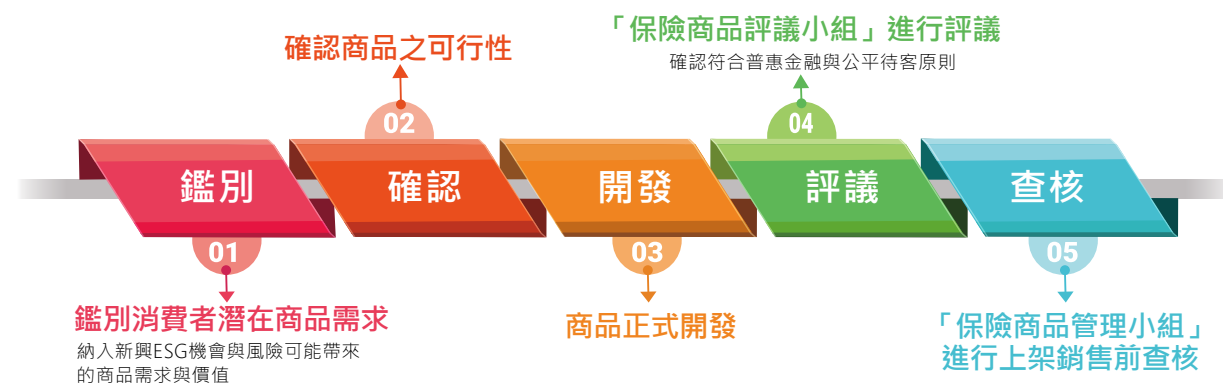 「保險商品評議小組」進行評議
確認符合普惠金融與公平待客原則
確認商品之可行性
02
04
鑑別
確認
開發
評議
查核
01
03
05
鑑別消費者潛在商品需求
納入新興ESG機會與風險可能帶來
的商品需求與價值
商品正式開發
「保險商品管理小組」
進行上架銷售前查核